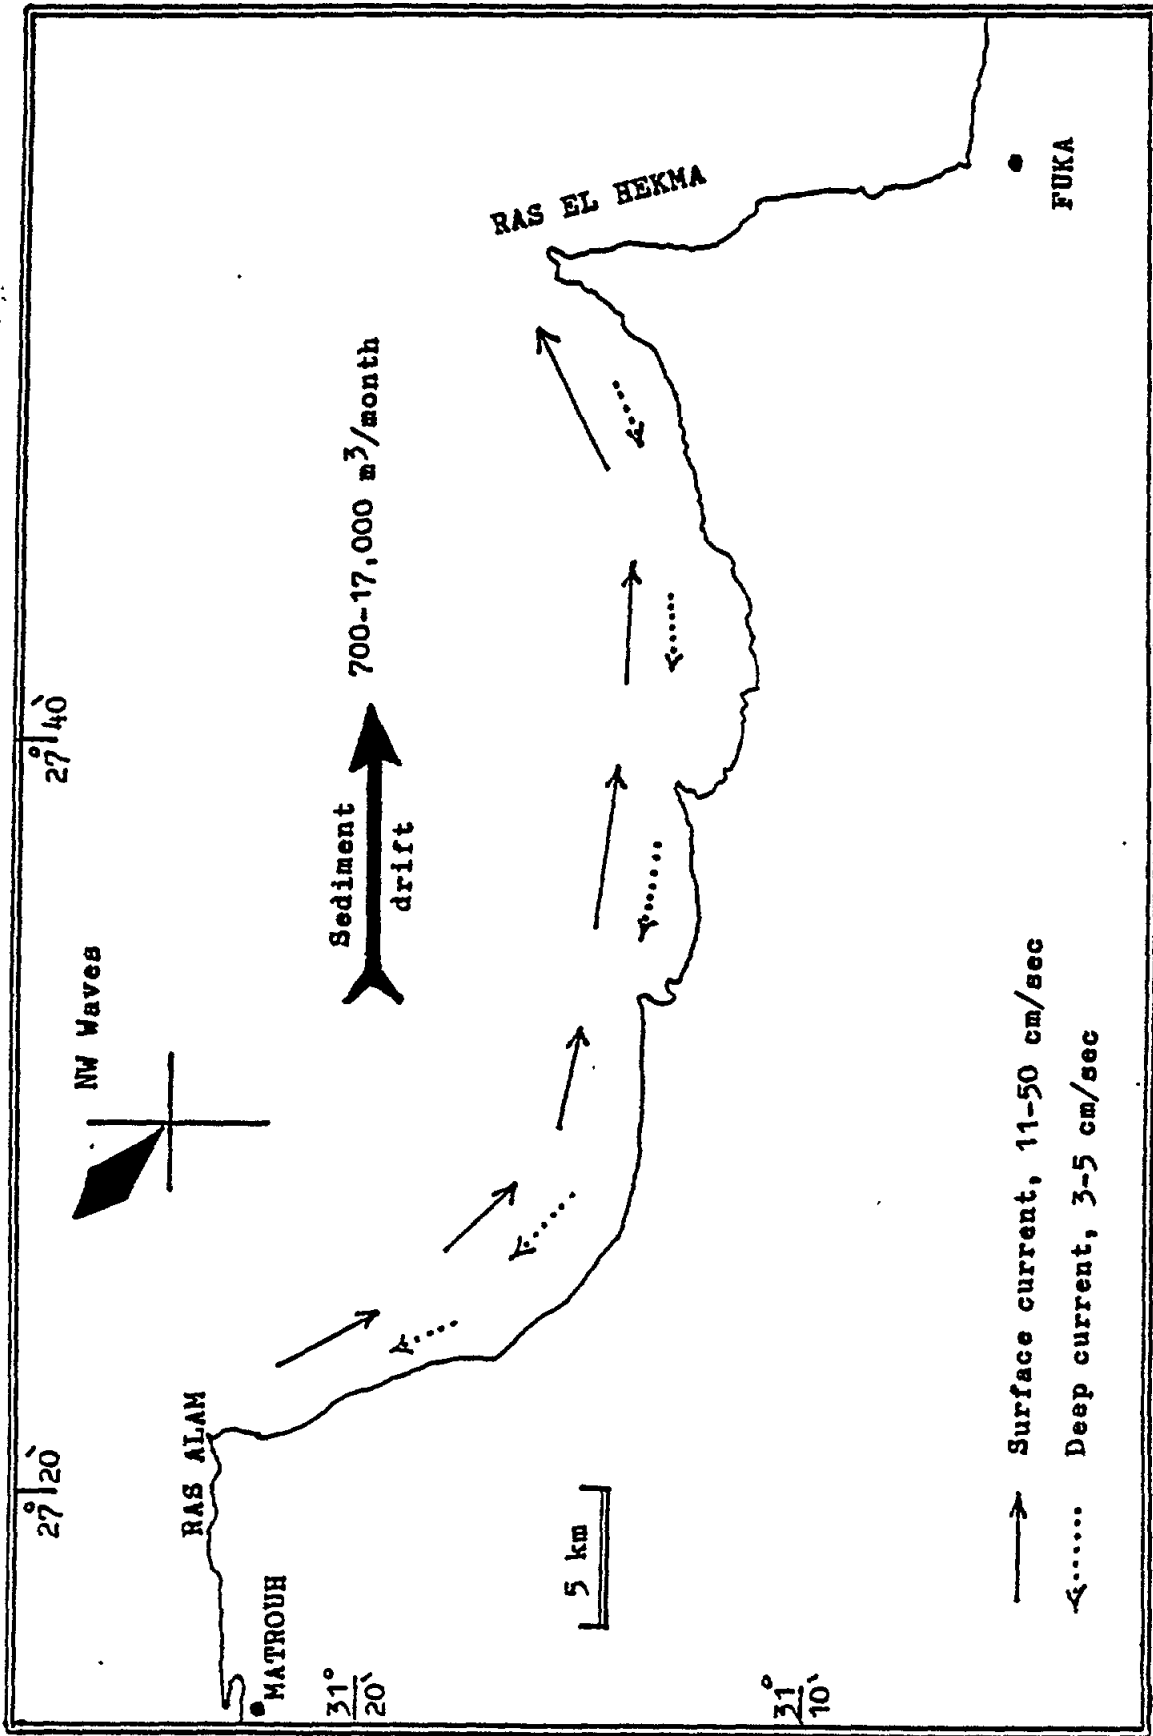 27°20'
27°40'
NW Waves
RAS ALAM
MATROUH
31°
20'
Sediment
drift
700-17,000 m³/month
RAS EL HEKMA
5 km
31°
10'
FUKA
Surface current, 11-50 cm/sec
Deep current, 3-5 cm/sec